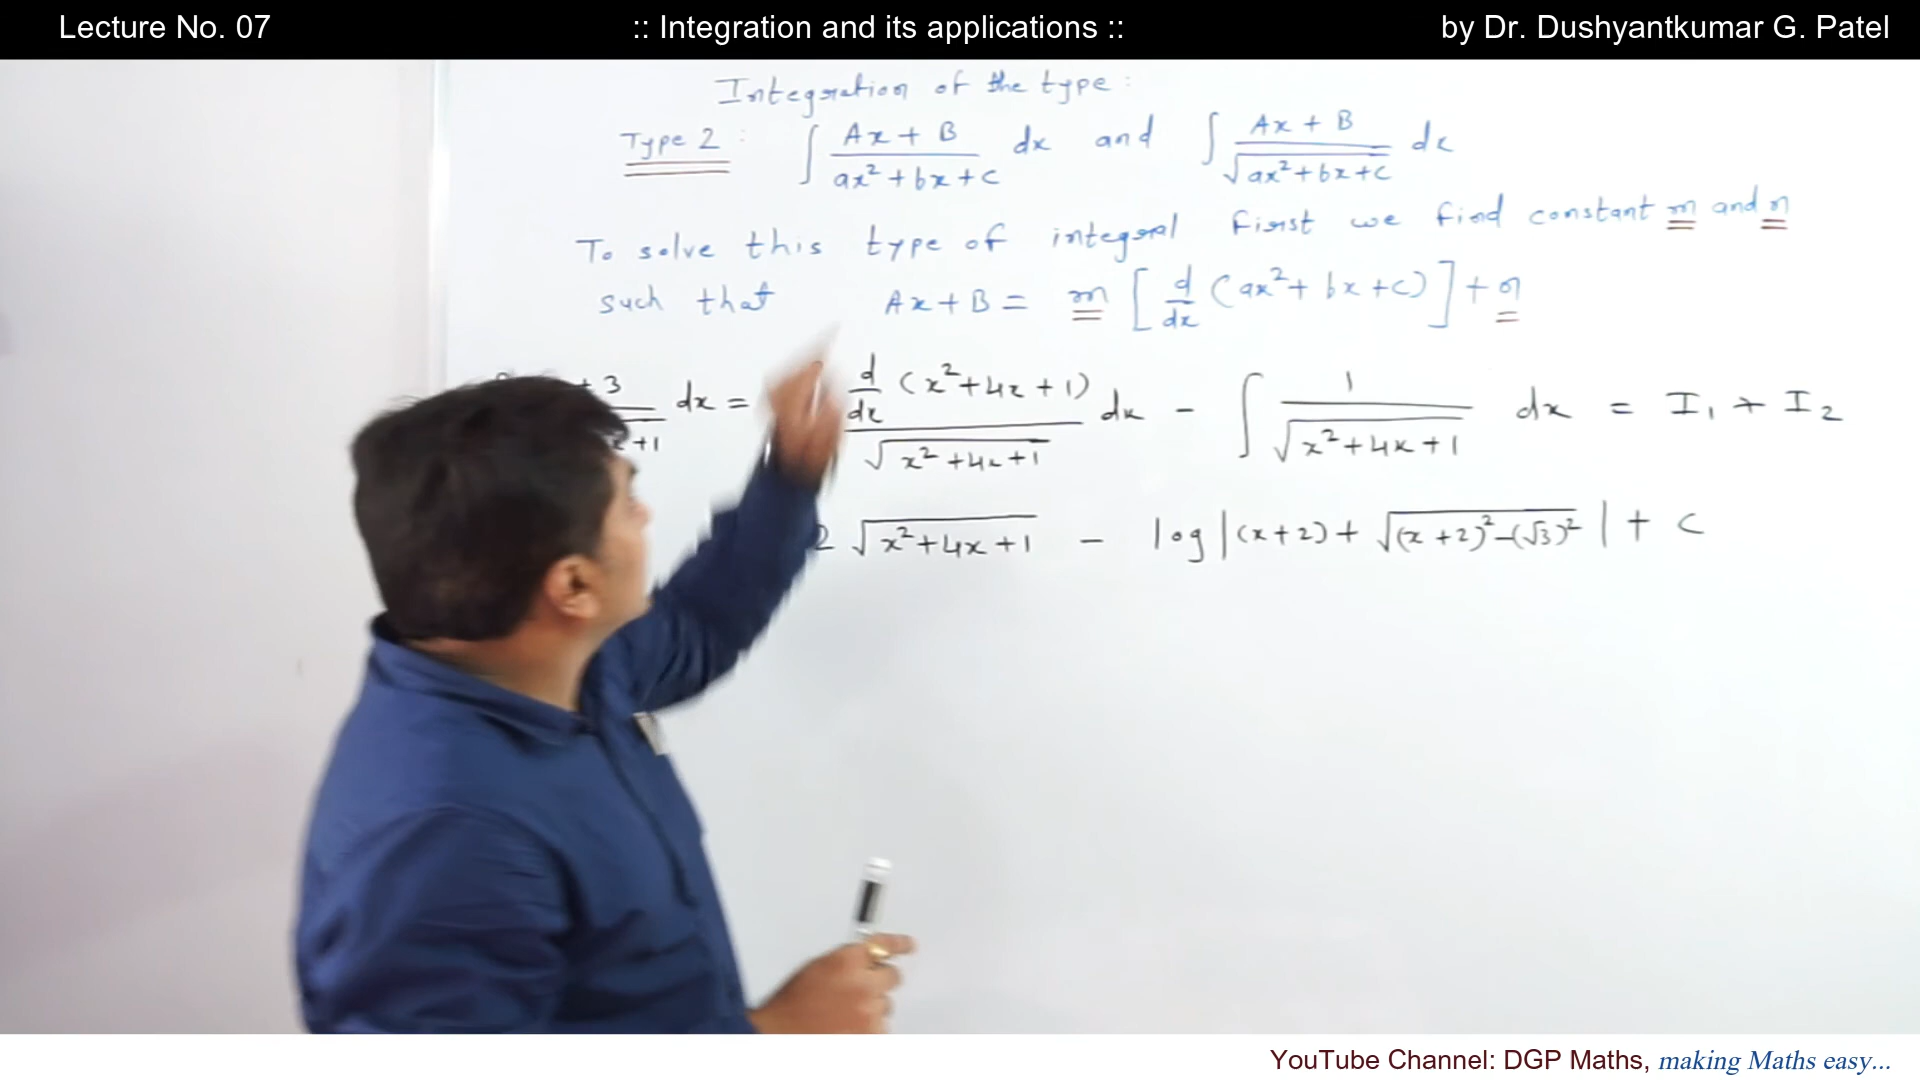 Lecture No. 07 :: Integration and its applications :: by Dr. Dushyantkumar G. Patel
Integration of the type :
Type 2 : ∫ (Ax + B)/(ax² + bx + c) dx and ∫ (Ax + B)/√(ax² + bx + c) dx
To solve this type of integral first we find constant m and n
such that Ax + B = m [ d/dx (ax² + bx + c) ] + n
+ 3 / x + 1 dx = d/dx (x² + 4x + 1) / √(x² + 4x + 1) dx - ∫ 1/√(x² + 4x + 1) dx = I₁ + I₂
2 √(x² + 4x + 1) - log |(x + 2) + √((x + 2)² - (√3)²)| + c
YouTube Channel: DGP Maths, making Maths easy...